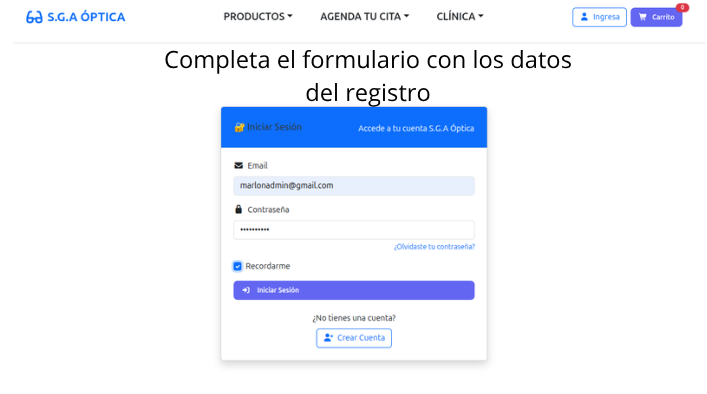 S.G.A ÓPTICA
PRODUCTOS
AGENDA TU CITA
CLÍNICA
Ingresa
Carrito
0
Completa el formulario con los datos
del registro
Iniciar Sesión
Accede a tu cuenta S.G.A Óptica
Email
marlonadmin@gmail.com
Contraseña
••••••••••
¿Olvidaste tu contraseña?
Recordarme
Iniciar Sesión
¿No tienes una cuenta?
Crear Cuenta